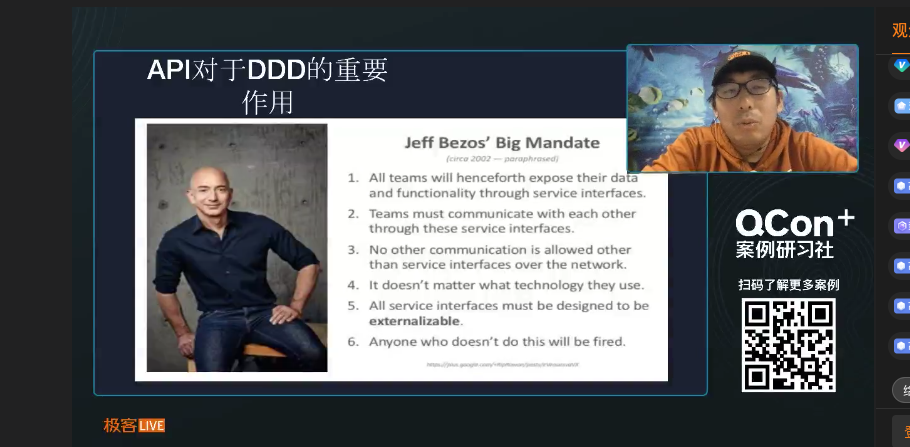 API对于DDD的重要
作用
Jeff Bezos’ Big Mandate
(circa 2002 — paraphrased)
1. All teams will henceforth expose their data
and functionality through service interfaces.
2. Teams must communicate with each other
through these service interfaces.
3. No other communication is allowed other
than service interfaces over the network.
4. It doesn’t matter what technology they use.
5. All service interfaces must be designed to be
externalizable.
6. Anyone who doesn’t do this will be fired.
QCon+
案例研习社
扫码了解更多案例
极客LIVE
观